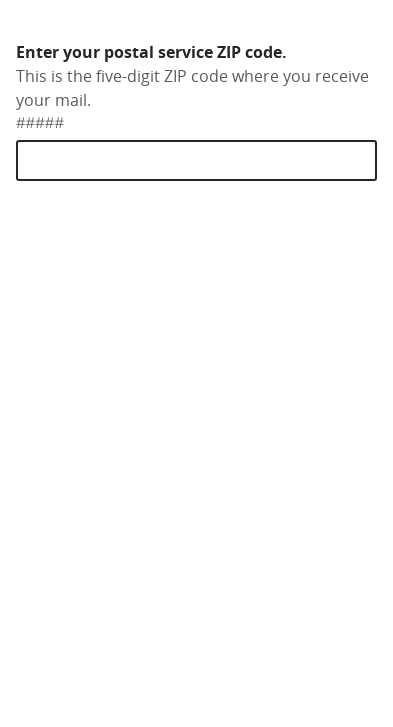 Enter your postal service ZIP code.
This is the five-digit ZIP code where you receive
your mail.
#####